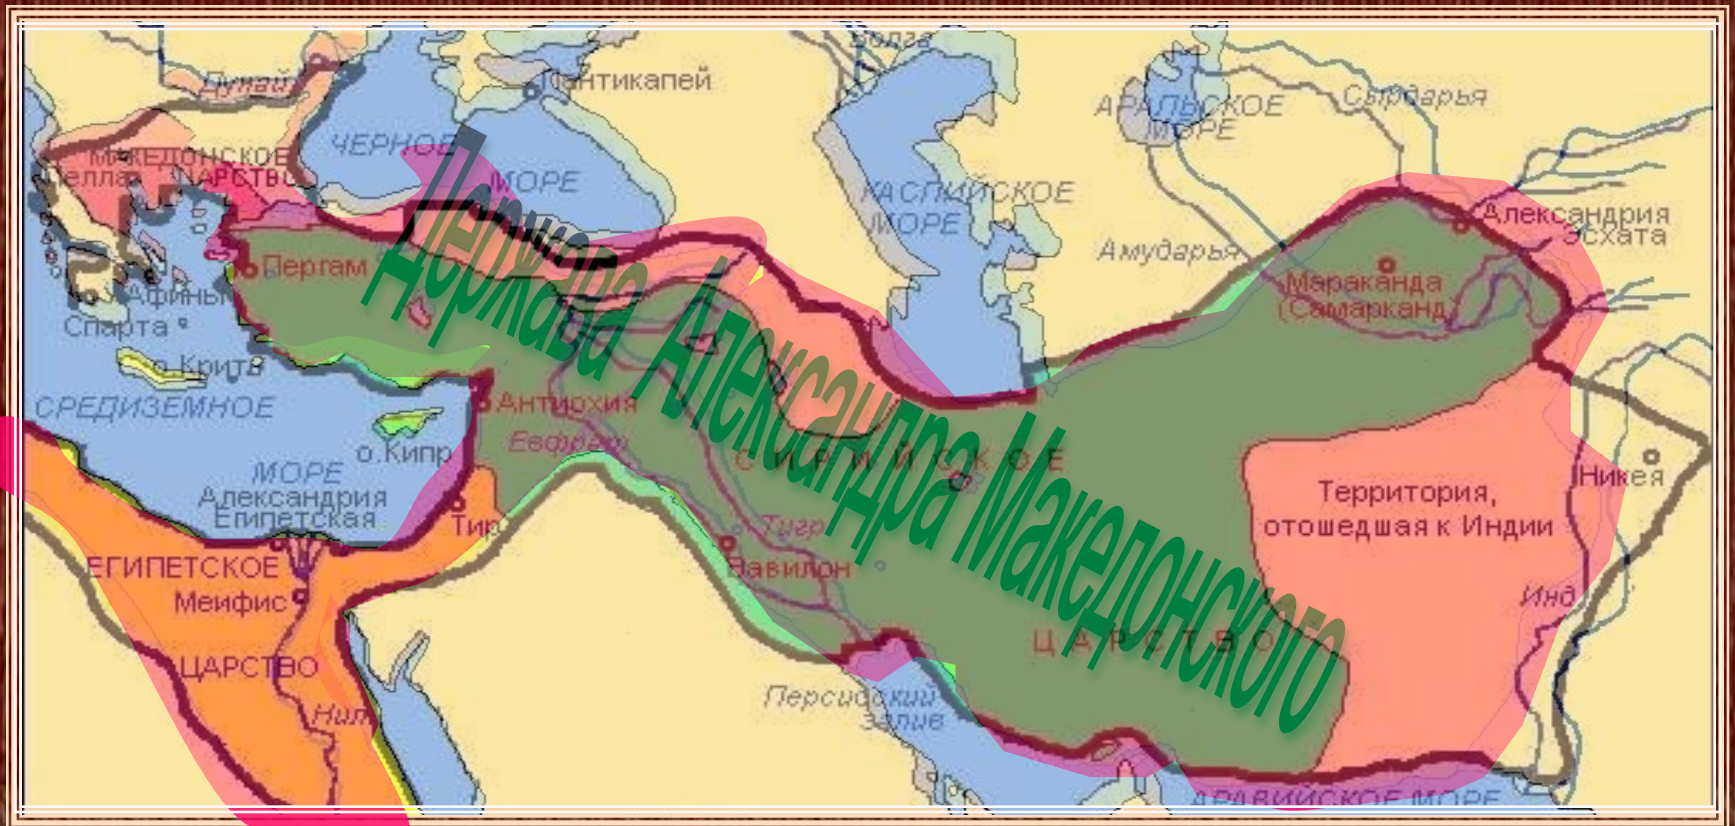 Волга
Дунай
Пантикапей
АРАЛЬСКОЕ
МОРЕ
Сырдарья
ЧЕРНОЕ
МОРЕ
МАКЕДОНСКОЕ
Пелла ЦАРСТВО
КАСПИЙСКОЕ
МОРЕ
Александрия
Эсхата
Амударья
Пергам
Мараканда
(Самарканд)
Афины
Спарта
о.Крит
СРЕДИЗЕМНОЕ
МОРЕ
Антиохия
Евфрат
о.Кипр
Держава Александра Македонского
СИРИЙСКОЕ
ЦАРСТВО
Никея
Территория,
отошедшая к Индии
Александрия
Египетская
Тир
Тигр
Вавилон
ЕГИПЕТСКОЕ
Меифис
ЦАРСТВО
Нил
Инд
Персидский
залив
АРАВИЙСКОЕ МОРЕ